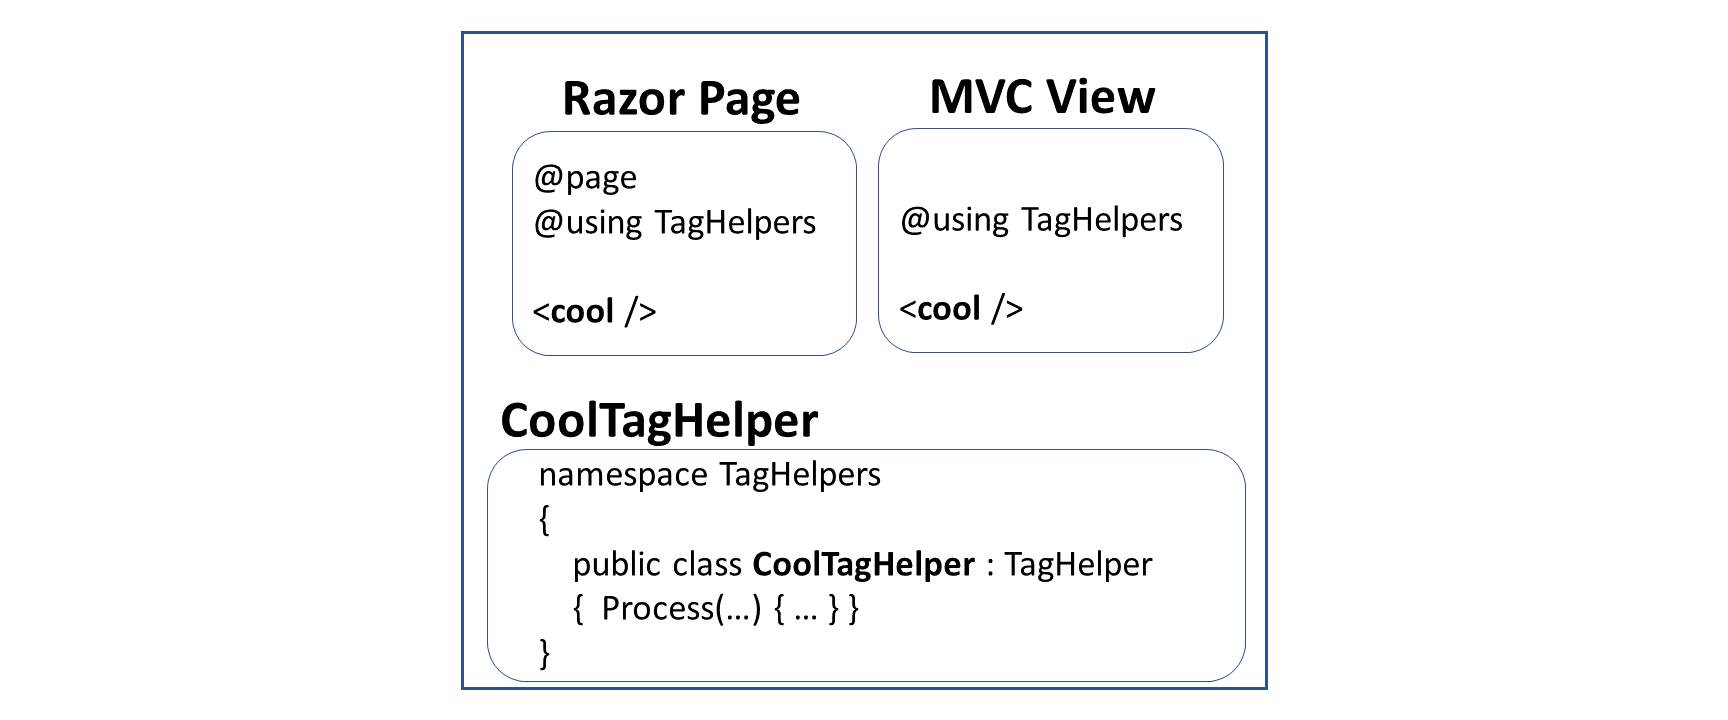 Razor Page
@page
@using TagHelpers
<cool />
MVC View
@using TagHelpers
<cool />
CoolTagHelper
namespace TagHelpers
{
public class CoolTagHelper : TagHelper
{ Process(...) { ... } }
}